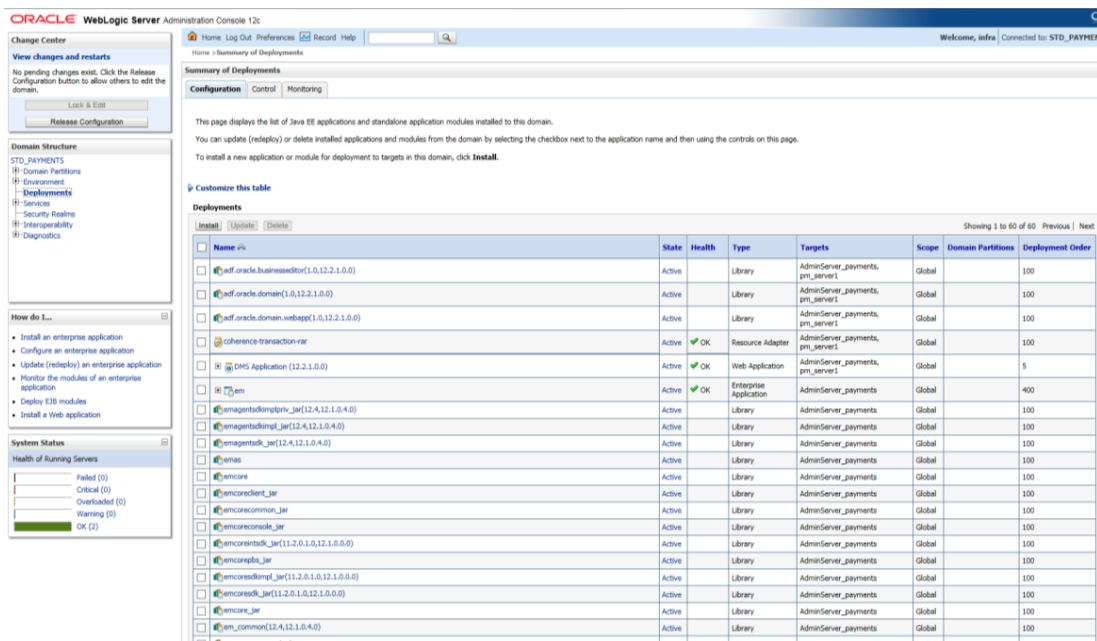 ORACLE WebLogic Server Administration Console 12c
Change Center
View changes and restarts
No pending changes exist. Click the Release
Configuration button to allow others to edit the
domain.
Lock & Edit
Release Configuration
Domain Structure
STD_PAYMENTS
Domain Partitions
Environment
Deployments
Services
Security Realms
Interoperability
Diagnostics
How do I...
Install an enterprise application
Configure an enterprise application
Update (redeploy) an enterprise application
Monitor the modules of an enterprise
application
Deploy EJB modules
Install a Web application
System Status
Health of Running Servers
Failed (0)
Critical (0)
Overloaded (0)
Warning (0)
OK (2)
Home Log Out Preferences Record Help
Welcome, infra Connected to: STD_PAYMEN
Home >Summary of Deployments
Summary of Deployments
Configuration Control Monitoring
This page displays the list of Java EE applications and standalone application modules installed to this domain.
You can update (redeploy) or delete installed applications and modules from the domain by selecting the checkbox next to the application name and then using the controls on this page.
To install a new application or module for deployment to targets in this domain, click Install.
Customize this table
Deployments
Install Update Delete Showing 1 to 60 of 60 Previous | Next
Name State Health Type Targets Scope Domain Partitions Deployment Order
adf.oracle.businesseditor(1.0,12.2.1.0.0) Active Library AdminServer_payments, pm_server1 Global 100
adf.oracle.domain(1.0,12.2.1.0.0) Active Library AdminServer_payments, pm_server1 Global 100
adf.oracle.domain.webapp(1.0,12.2.1.0.0) Active Library AdminServer_payments, pm_server1 Global 100
coherence-transaction-rar Active OK Resource Adapter AdminServer_payments, pm_server1 Global 100
DMS Application (12.2.1.0.0) Active OK Web Application AdminServer_payments, pm_server1 Global 5
em Active OK Enterprise Application AdminServer_payments Global 400
emagentsdkimplpriv_jar(12.4,12.1.0.4.0) Active Library AdminServer_payments Global 100
emagentsdkimpl_jar(12.4,12.1.0.4.0) Active Library AdminServer_payments Global 100
emagentsdk_jar(12.4,12.1.0.4.0) Active Library AdminServer_payments Global 100
emas Active Library AdminServer_payments Global 100
emcore Active Library AdminServer_payments Global 100
emcoreclient_jar Active Library AdminServer_payments Global 100
emcorecommon_jar Active Library AdminServer_payments Global 100
emcoreconsole_jar Active Library AdminServer_payments Global 100
emcoreintsdk_jar(11.2.0.1.0,12.1.0.0.0) Active Library AdminServer_payments Global 100
emcorepbs_jar Active Library AdminServer_payments Global 100
emcoresdkimpl_jar(11.2.0.1.0,12.1.0.0.0) Active Library AdminServer_payments Global 100
emcoresdk_jar(11.2.0.1.0,12.1.0.0.0) Active Library AdminServer_payments Global 100
emcore_jar Active Library AdminServer_payments Global 100
em_common(12.4,12.1.0.4.0) Active Library AdminServer_payments Global 100